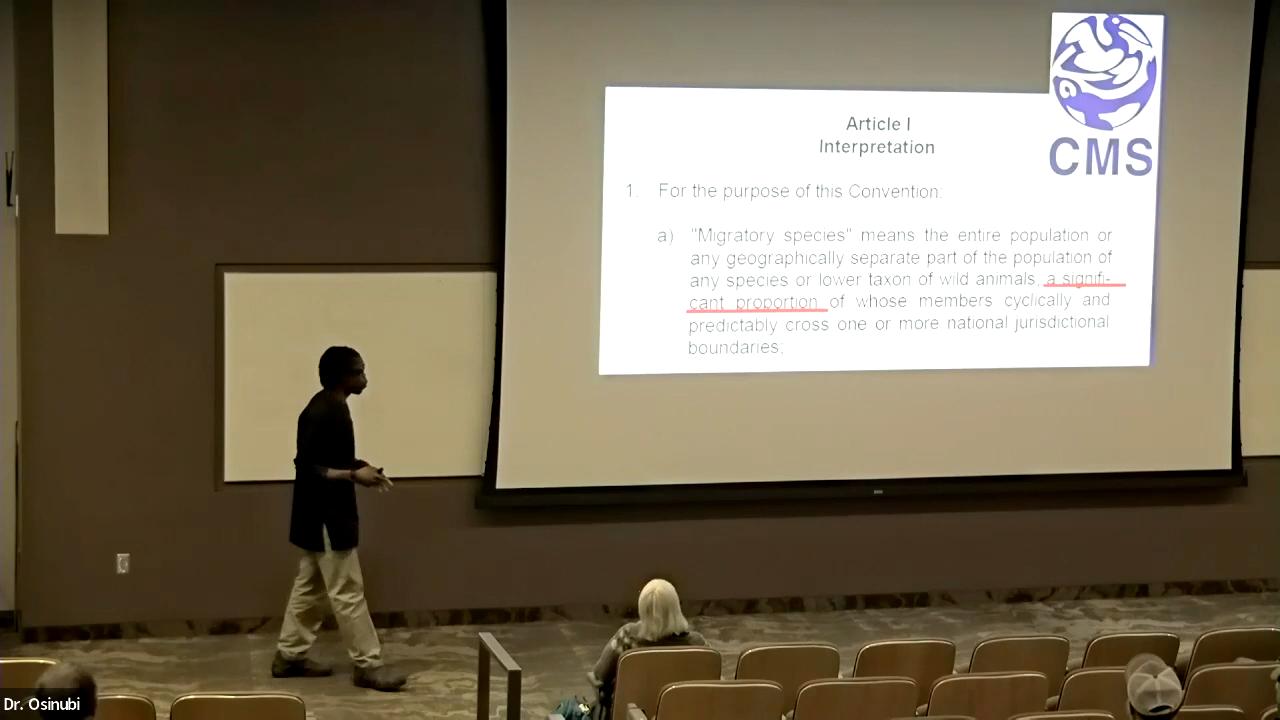 CMS
Article I
Interpretation
1. For the purpose of this Convention:
a) "Migratory species" means the entire population or
any geographically separate part of the population of
any species or lower taxon of wild animals, a signifi-
cant proportion of whose members cyclically and
predictably cross one or more national jurisdictional
boundaries;
Dr. Osinubi